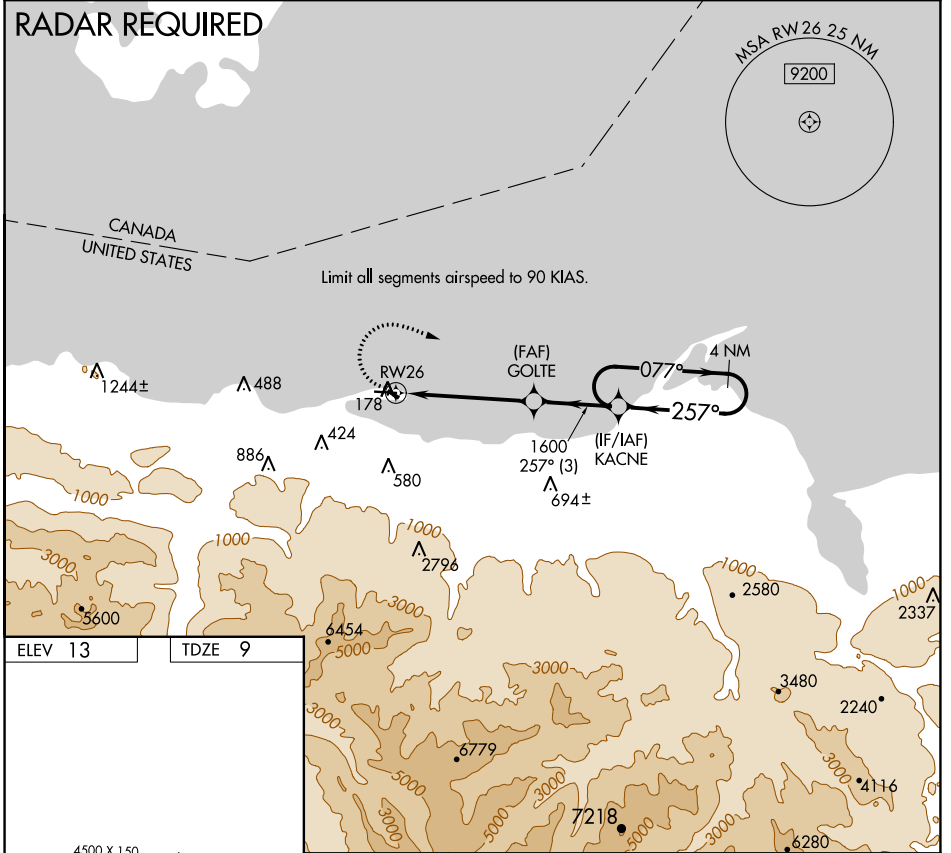 RADAR REQUIRED
MSA RW26 25 NM
9200
CANADA
UNITED STATES
Limit all segments airspeed to 90 KIAS.
(FAF)
GOLTE
4 NM
RW26
077°
1244±
488
178
257°
(IF/IAF)
KACNE
1600
257° (3)
424
886
580
694±
1000
1000
1000
2796
1000
3000
2580
1000
2337
5600
3000
6454
5000
ELEV 13
TDZE 9
3000
3480
2240
3000
6779
5000
3000
3000
4116
3000
5000
7218
5000
3000
6280
4500 X 150